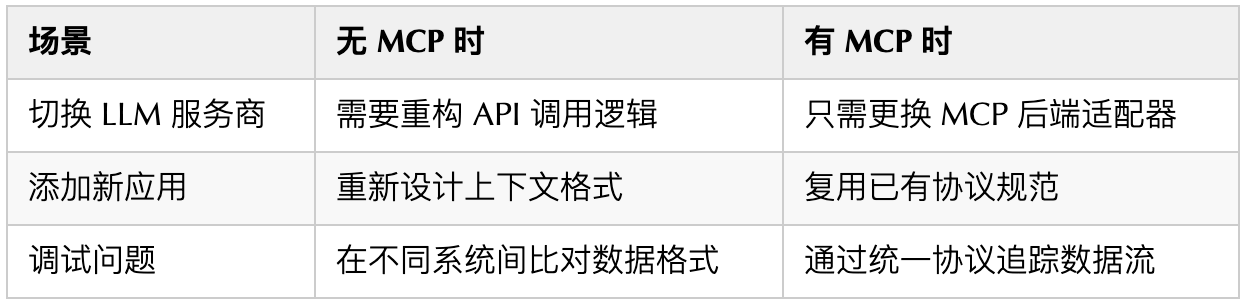 场景 无 MCP 时 有 MCP 时
切换 LLM 服务商 需要重构 API 调用逻辑 只需更换 MCP 后端适配器
添加新应用 重新设计上下文格式 复用已有协议规范
调试问题 在不同系统间比对数据格式 通过统一协议追踪数据流